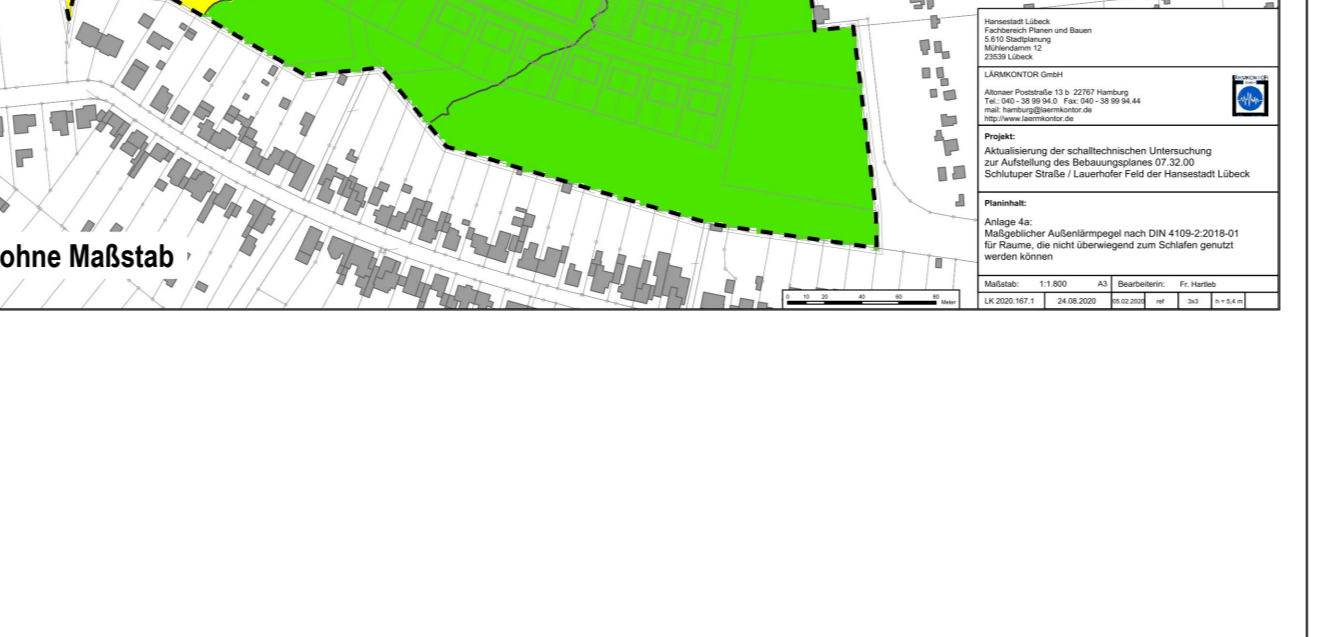 Hansestadt Lübeck
Fachbereich Planen und Bauen
5.610 Stadtplanung
Mühlendamm 12
23539 Lübeck
LÄRMKONTOR GmbH
Altonaer Poststraße 13 b 22767 Hamburg
Tel.: 040 - 38 99 94.0 Fax: 040 - 38 99 94.44
mail: hamburg@laermkontor.de
http://www.laermkontor.de
LÄRMKONTOR
Projekt:
Aktualisierung der schalltechnischen Untersuchung
zur Aufstellung des Bebauungsplanes 07.32.00
Schlutuper Straße / Lauerhofer Feld der Hansestadt Lübeck
Planinhalt:
Anlage 4a:
Maßgeblicher Außenlärmpegel nach DIN 4109-2:2018-01
für Raume, die nicht überwiegend zum Schlafen genutzt
werden können
ohne Maßstab
Maßstab: 1:1.800 A3 Bearbeiterin: Fr. Hartleb
0 10 20 40 60 80 Meter
LK 2020.167.1 24.08.2020 05.02.2020 ref 3x3 h = 5,4 m